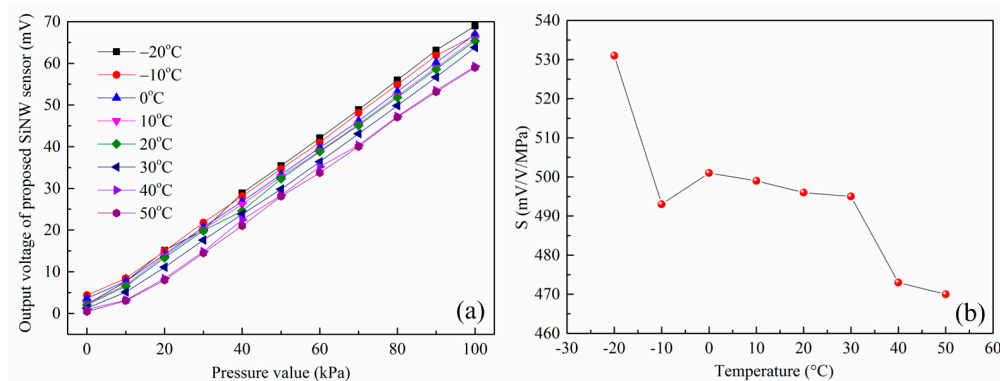 70
60
50
40
30
20
10
0
Output voltage of proposed SiNW sensor (mV)
–20°C
–10°C
0°C
10°C
20°C
30°C
40°C
50°C
(a)
0 20 40 60 80 100
Pressure value (kPa)
540
530
520
510
500
490
480
470
460
S (mV/V/MPa)
(b)
-30 -20 -10 0 10 20 30 40 50 60
Temperature (°C)